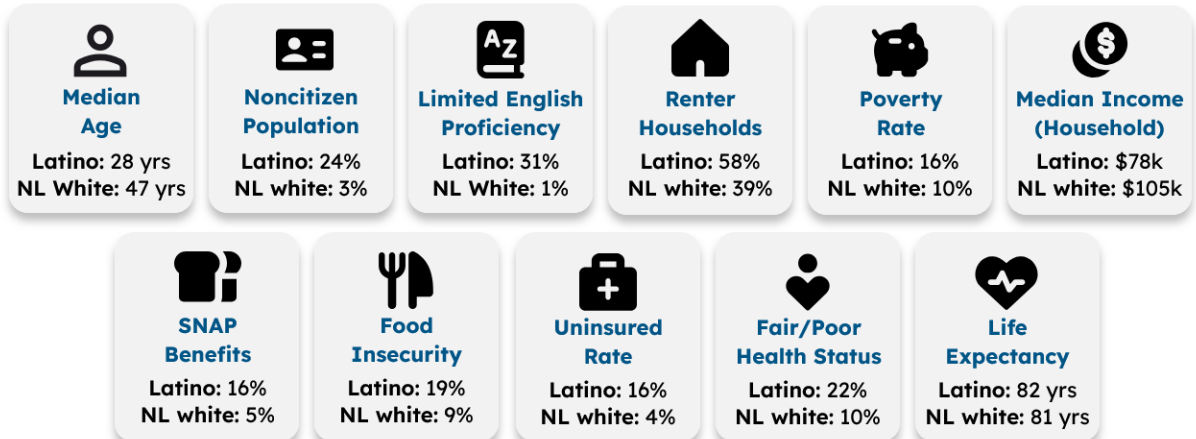 Median
Age
Latino: 28 yrs
NL White: 47 yrs
Noncitizen
Population
Latino: 24%
NL white: 3%
A Z
Limited English
Proficiency
Latino: 31%
NL White: 1%
Renter
Households
Latino: 58%
NL white: 39%
Poverty
Rate
Latino: 16%
NL white: 10%
$
Median Income
(Household)
Latino: $78k
NL white: $105k
SNAP
Benefits
Latino: 16%
NL white: 5%
Food
Insecurity
Latino: 19%
NL white: 9%
Uninsured
Rate
Latino: 16%
NL white: 4%
Fair/Poor
Health Status
Latino: 22%
NL white: 10%
Life
Expectancy
Latino: 82 yrs
NL white: 81 yrs